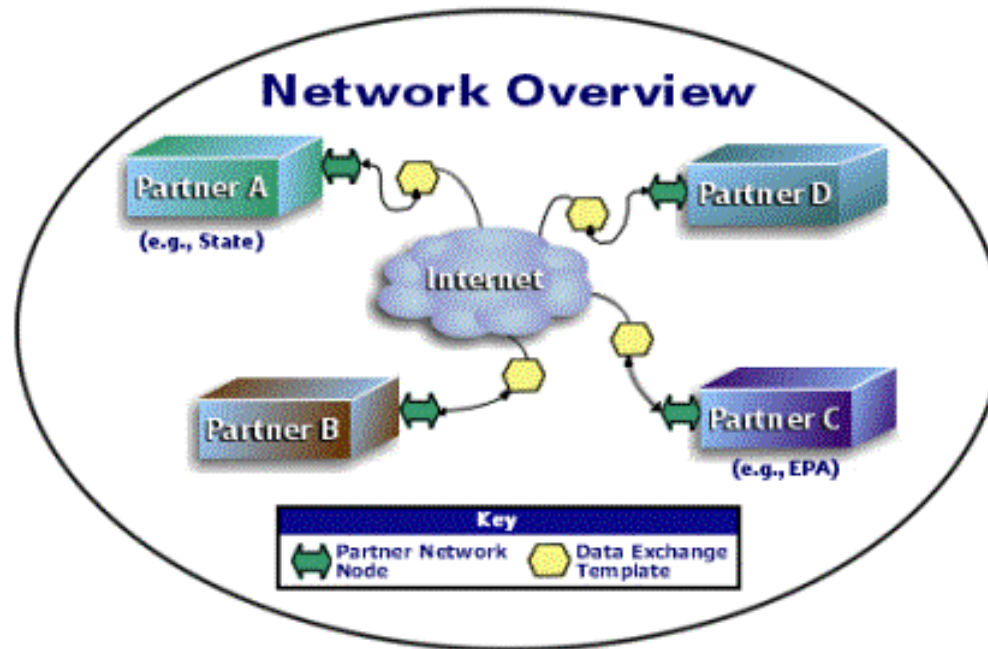 Network Overview
Partner A
(e.g., State)
Partner D
Internet
Partner B
Partner C
(e.g., EPA)
Key
Partner Network
Node
Data Exchange
Template